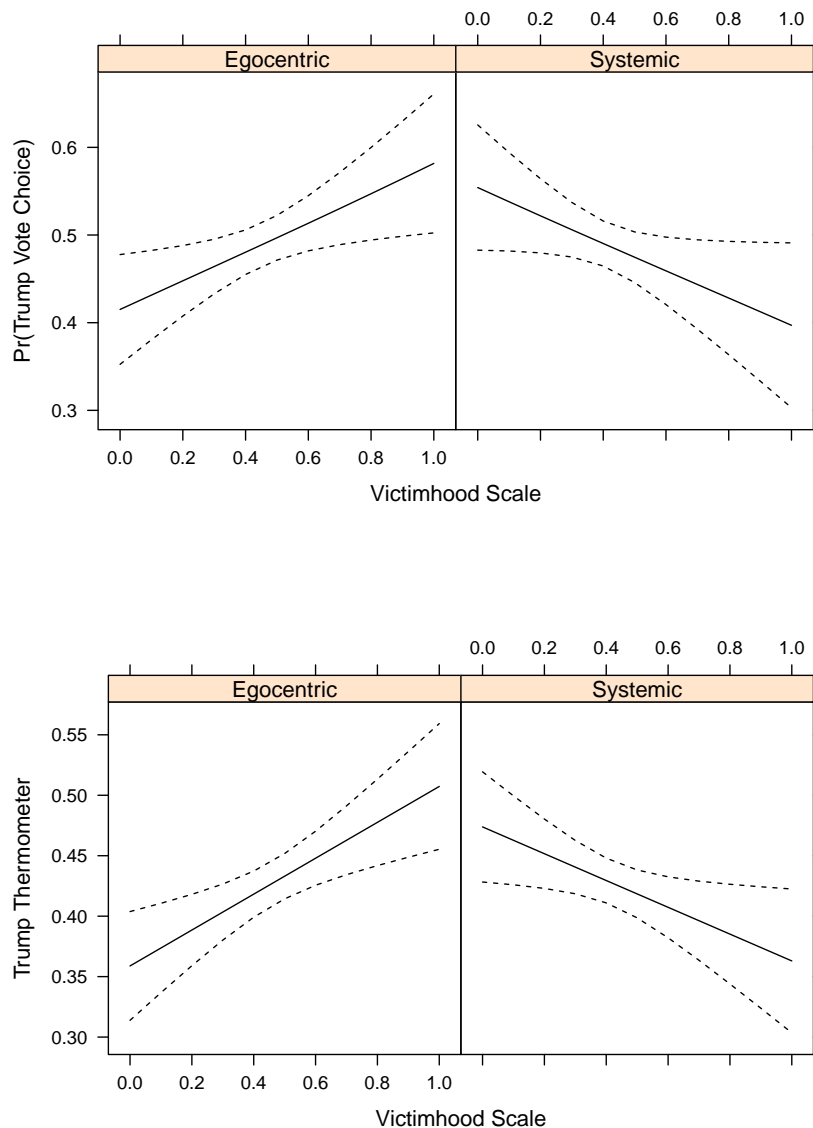 0.0 0.2 0.4 0.6 0.8 1.0
Egocentric Systemic
Pr(Trump Vote Choice)
0.6
0.5
0.4
0.3
0.0 0.2 0.4 0.6 0.8 1.0
Victimhood Scale
0.0 0.2 0.4 0.6 0.8 1.0
Egocentric Systemic
Trump Thermometer
0.55
0.50
0.45
0.40
0.35
0.30
0.0 0.2 0.4 0.6 0.8 1.0
Victimhood Scale